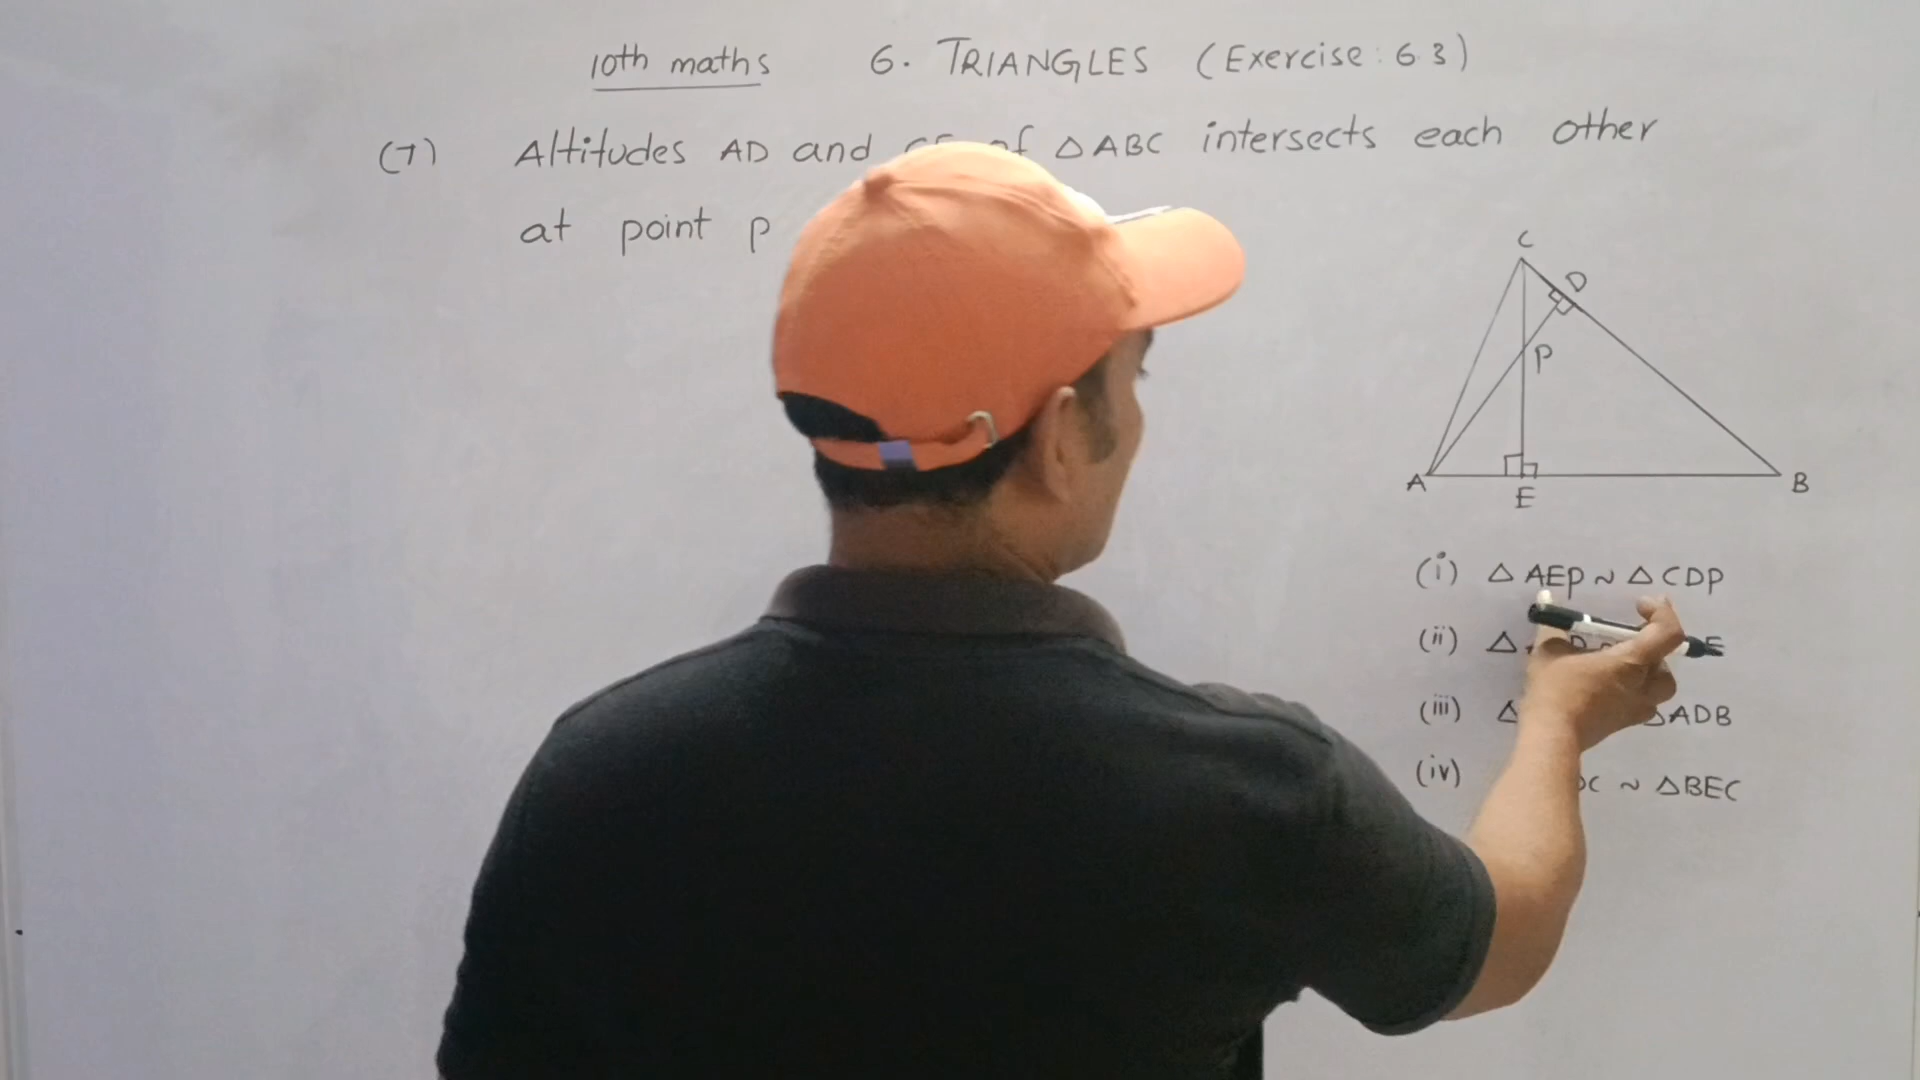 10th maths 6. TRIANGLES (Exercise: 6.3)
(7) Altitudes AD and of △ABC intersects each other
at point P
C
D
P
A
E
B
(i) △AEP ~ △CDP
(ii) △
(iii) △ △ADB
(iv) ~ △BEC